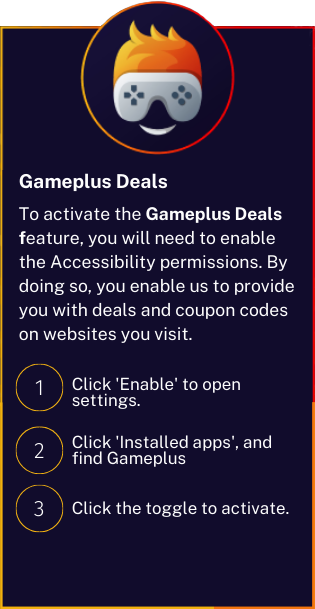 Gameplus Deals
To activate the Gameplus Deals
feature, you will need to enable
the Accessibility permissions. By
doing so, you enable us to provide
you with deals and coupon codes
on websites you visit.
1 Click 'Enable' to open
settings.
2 Click 'Installed apps', and
find Gameplus
3 Click the toggle to activate.